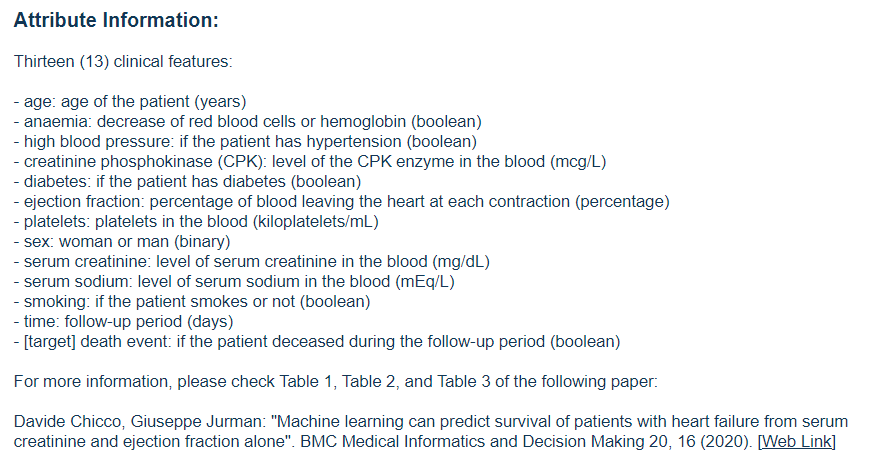 Attribute Information:
Thirteen (13) clinical features:
- age: age of the patient (years)
- anaemia: decrease of red blood cells or hemoglobin (boolean)
- high blood pressure: if the patient has hypertension (boolean)
- creatinine phosphokinase (CPK): level of the CPK enzyme in the blood (mcg/L)
- diabetes: if the patient has diabetes (boolean)
- ejection fraction: percentage of blood leaving the heart at each contraction (percentage)
- platelets: platelets in the blood (kiloplatelets/mL)
- sex: woman or man (binary)
- serum creatinine: level of serum creatinine in the blood (mg/dL)
- serum sodium: level of serum sodium in the blood (mEq/L)
- smoking: if the patient smokes or not (boolean)
- time: follow-up period (days)
- [target] death event: if the patient deceased during the follow-up period (boolean)
For more information, please check Table 1, Table 2, and Table 3 of the following paper:
Davide Chicco, Giuseppe Jurman: "Machine learning can predict survival of patients with heart failure from serum
creatinine and ejection fraction alone". BMC Medical Informatics and Decision Making 20, 16 (2020). [Web Link]